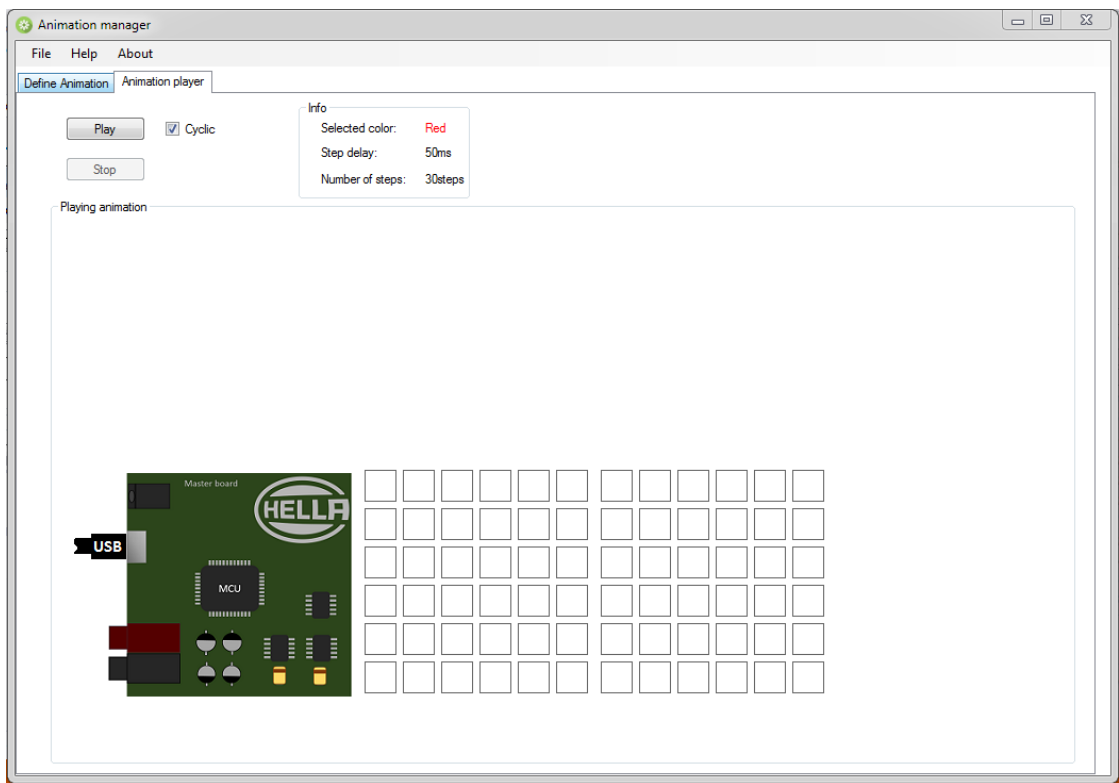 Animation manager
File Help About
Define Animation Animation player
Info
Play Cyclic Selected color: Red
Step delay: 50ms
Stop
Number of steps: 30steps
Playing animation
Master board
HELLA
USB
MCU